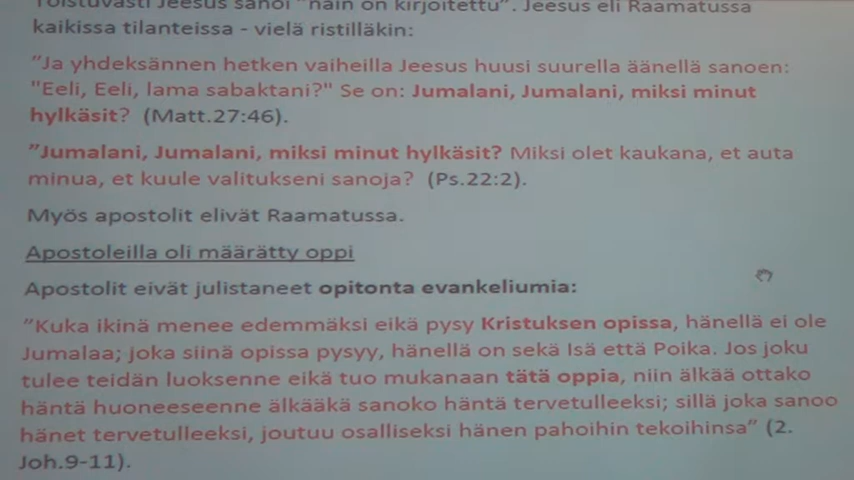 Toistuvasti Jeesus sanoi "näin on kirjoitettu". Jeesus eli Raamatussa
kaikissa tilanteissa - vielä ristilläkin:
"Ja yhdeksännen hetken vaiheilla Jeesus huusi suurella äänellä sanoen:
"Eeli, Eeli, lama sabaktani?" Se on: Jumalani, Jumalani, miksi minut
hylkäsit? (Matt.27:46).
"Jumalani, Jumalani, miksi minut hylkäsit? Miksi olet kaukana, et auta
minua, et kuule valitukseni sanoja? (Ps.22:2).
Myös apostolit elivät Raamatussa.
Apostoleilla oli määrätty oppi
Apostolit eivät julistaneet opitonta evankeliumia:
"Kuka ikinä menee edemmäksi eikä pysy Kristuksen opissa, hänellä ei ole
Jumalaa; joka siinä opissa pysyy, hänellä on sekä Isä että Poika. Jos joku
tulee teidän luoksenne eikä tuo mukanaan tätä oppia, niin älkää ottako
häntä huoneeseenne älkääkä sanoko häntä tervetulleeksi; sillä joka sanoo
hänet tervetulleeksi, joutuu osalliseksi hänen pahoihin tekoihinsa" (2.
Joh.9-11).